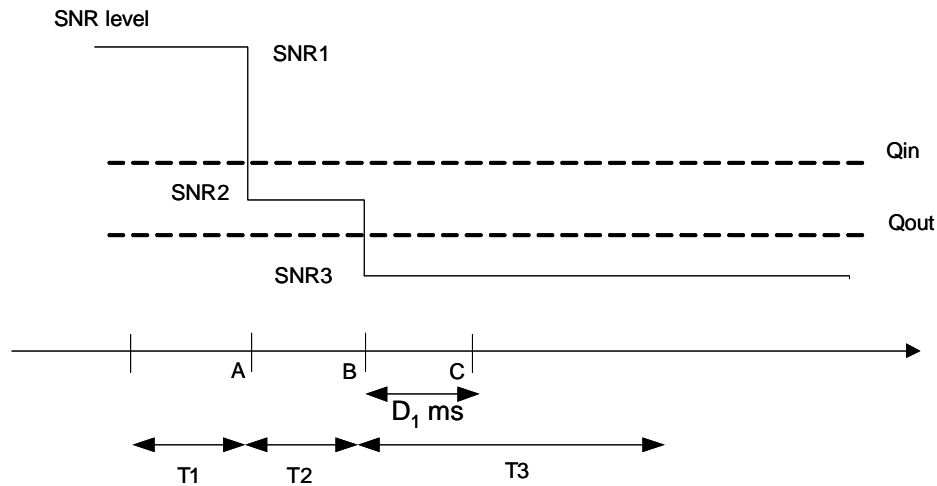 SNR level
SNR1
Qin
SNR2
Qout
SNR3
A B C
D₁ ms
T1 T2 T3